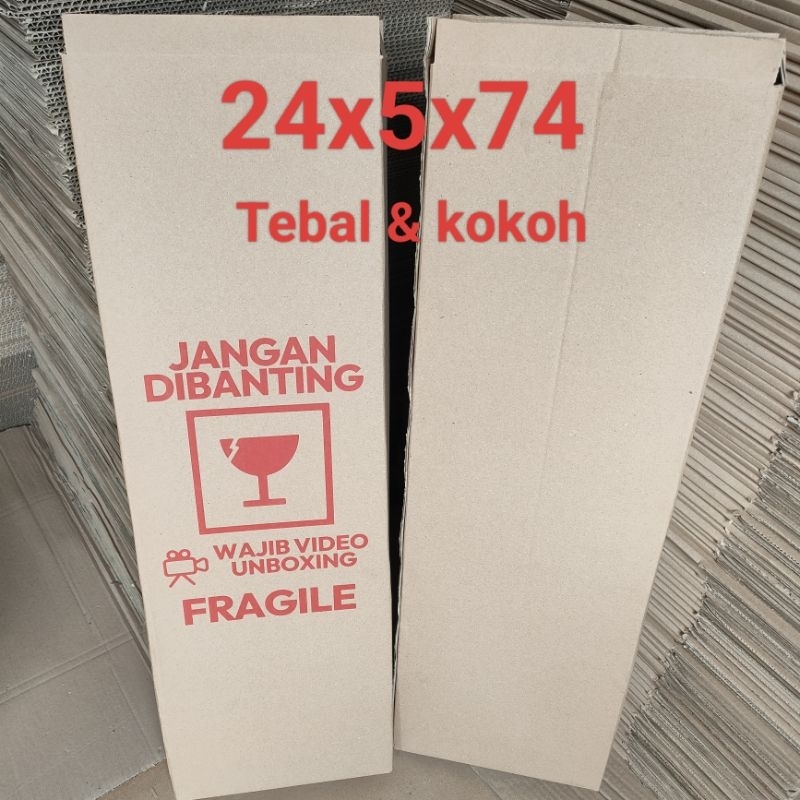 24x5x74
Tebal & kokoh
JANGAN
DIBANTING
WAJIB VIDEO
UNBOXING
FRAGILE